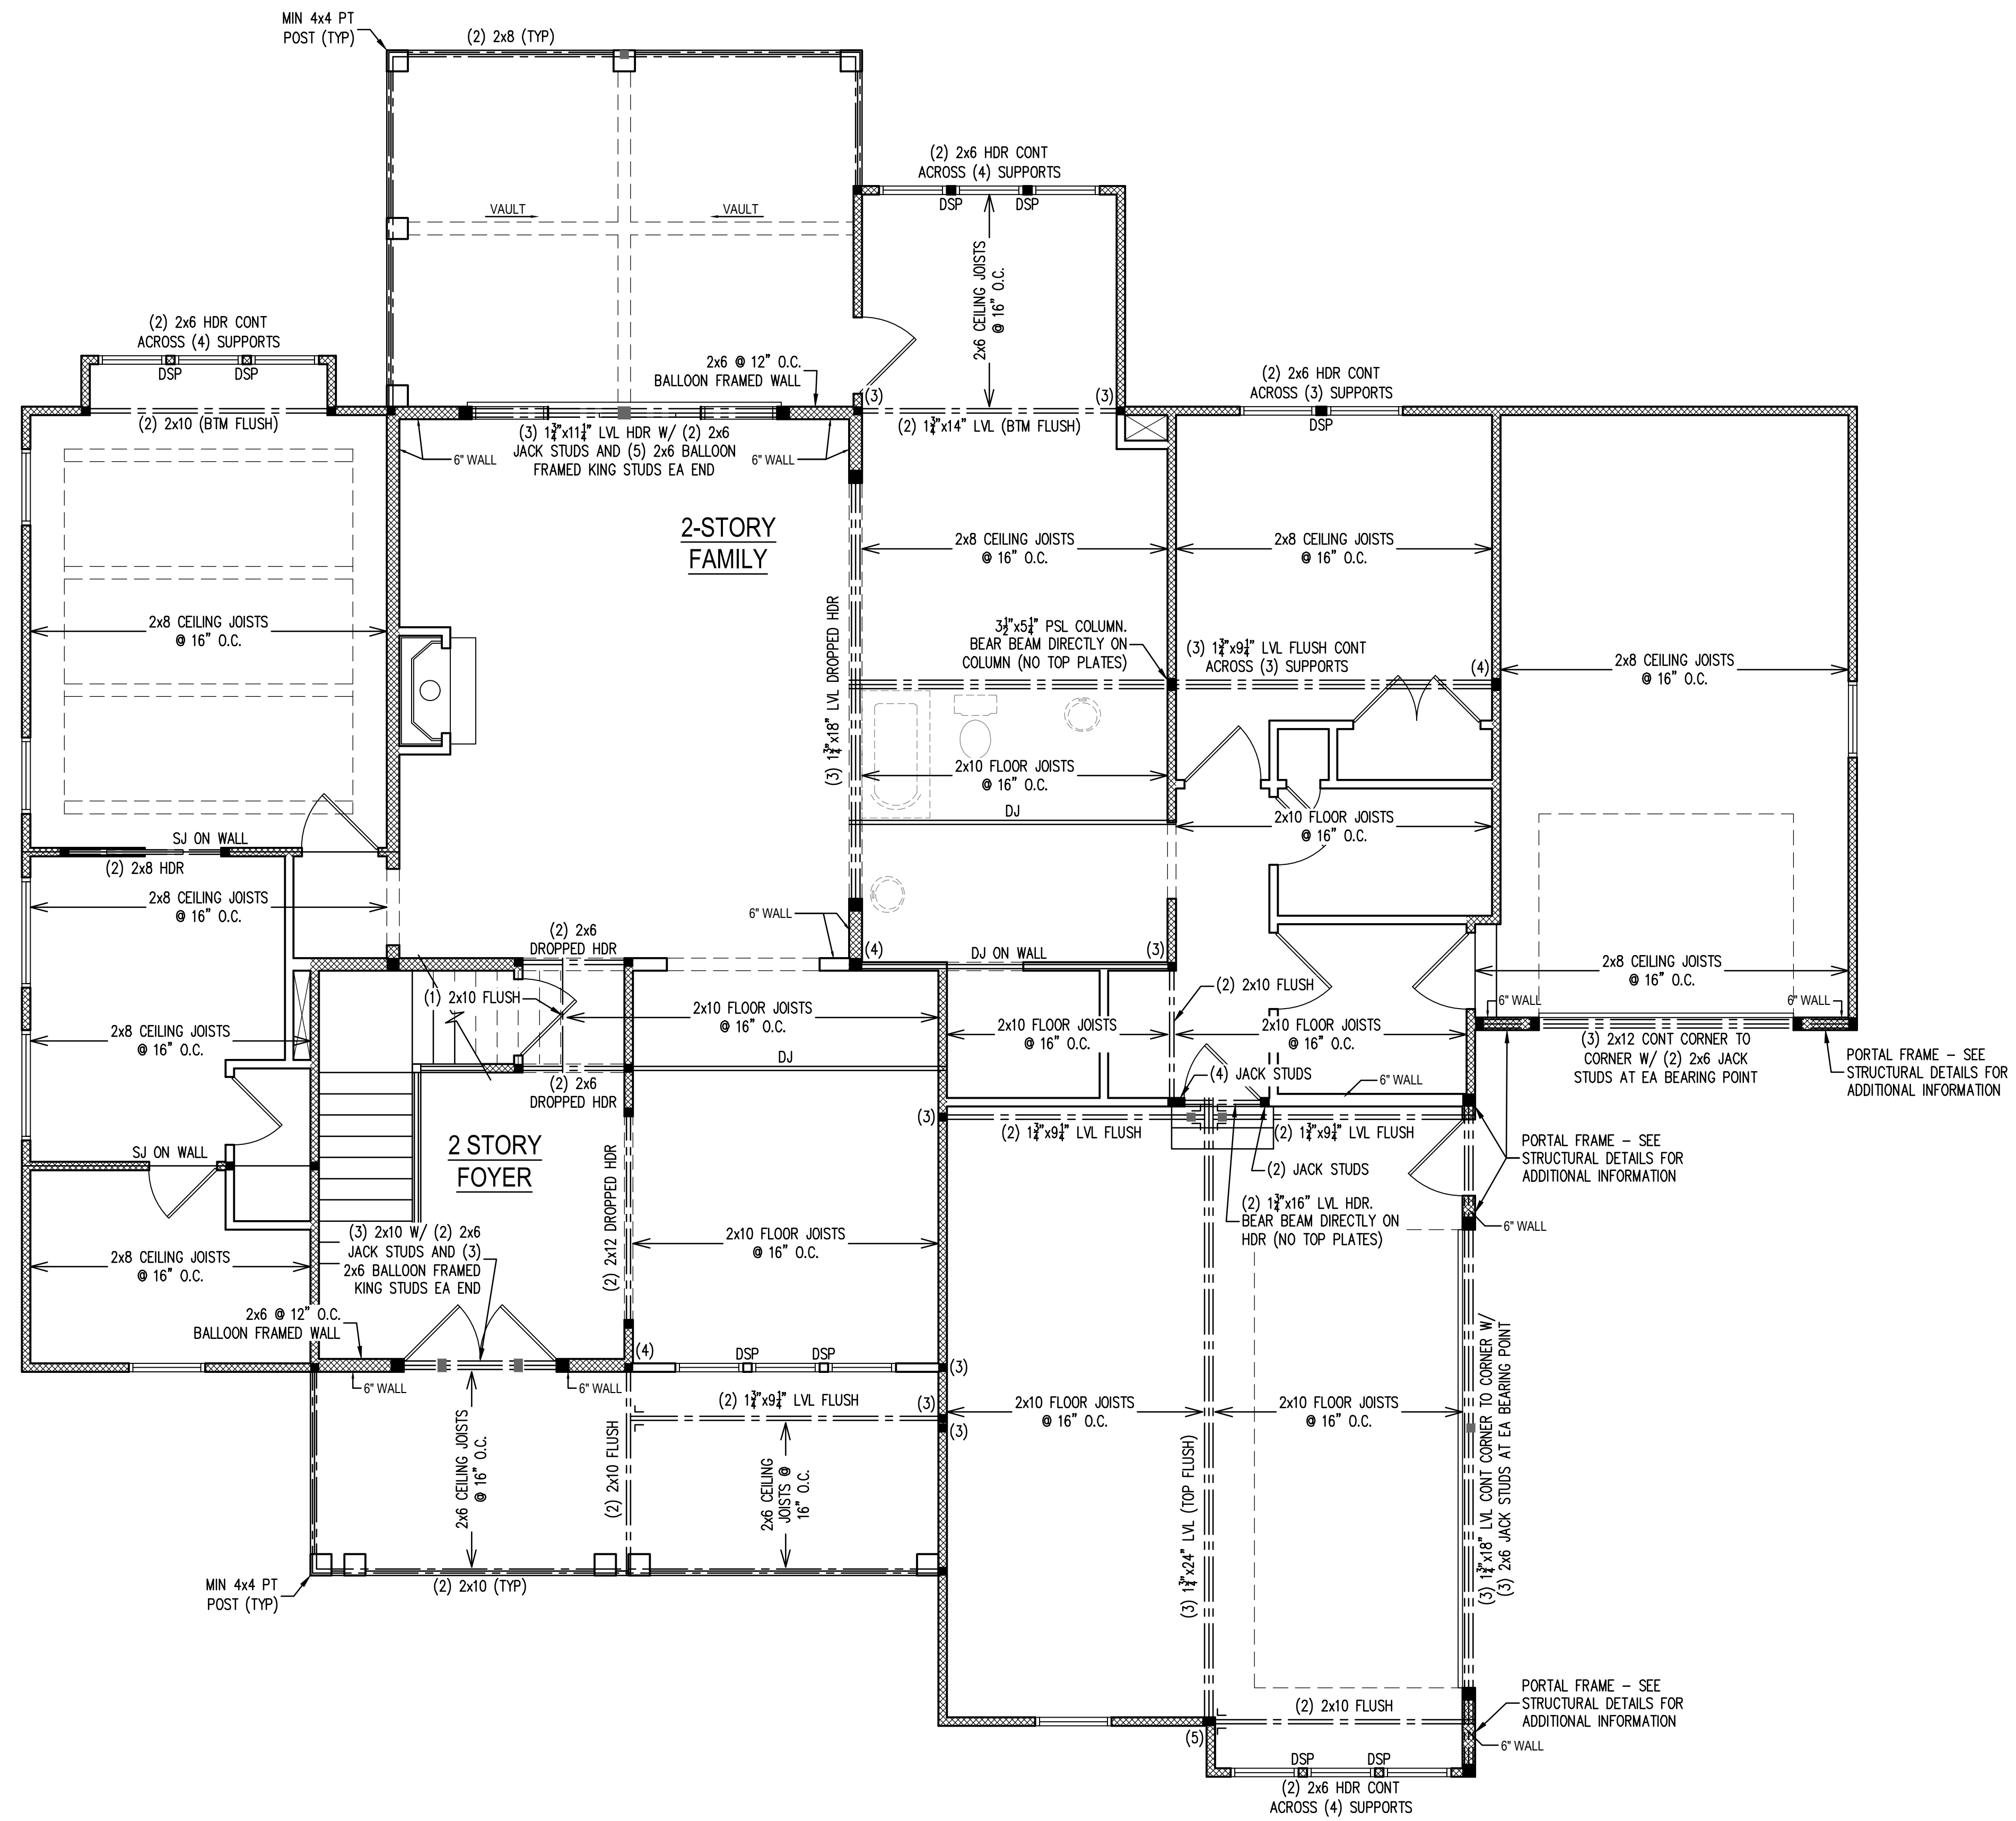 MIN 4x4 PT
POST (TYP)
(2) 2x8 (TYP)
(2) 2x6 HDR CONT
ACROSS (4) SUPPORTS
DSP
DSP
VAULT
VAULT
2x6 CEILING JOISTS
@ 16" O.C.
(2) 2x6 HDR CONT
ACROSS (4) SUPPORTS
DSP
DSP
2x6 @ 12" O.C.
BALLOON FRAMED WALL
(3)
(3)
(2) 2x6 HDR CONT
ACROSS (3) SUPPORTS
DSP
(2) 2x10 (BTM FLUSH)
(3) 1¾"x11¼" LVL HDR W/ (2) 2x6
JACK STUDS AND (5) 2x6 BALLOON
FRAMED KING STUDS EA END
6" WALL
6" WALL
(2) 1¾"x14" LVL (BTM FLUSH)
2-STORY
FAMILY
2x8 CEILING JOISTS
@ 16" O.C.
2x8 CEILING JOISTS
@ 16" O.C.
2x8 CEILING JOISTS
@ 16" O.C.
(3) 1¾"x18" LVL DROPPED HDR
3½"x5¼" PSL COLUMN.
BEAR BEAM DIRECTLY ON
COLUMN (NO TOP PLATES)
(3) 1¾"x9¼" LVL FLUSH CONT
ACROSS (3) SUPPORTS
(4)
2x8 CEILING JOISTS
@ 16" O.C.
2x10 FLOOR JOISTS
@ 16" O.C.
DJ
2x10 FLOOR JOISTS
@ 16" O.C.
SJ ON WALL
(2) 2x8 HDR
2x8 CEILING JOISTS
@ 16" O.C.
6" WALL
(2) 2x6
DROPPED HDR
(4)
DJ ON WALL
(3)
2x8 CEILING JOISTS
@ 16" O.C.
6" WALL
6" WALL
(1) 2x10 FLUSH
2x10 FLOOR JOISTS
@ 16" O.C.
(2) 2x10 FLUSH
2x8 CEILING JOISTS
@ 16" O.C.
2x10 FLOOR JOISTS
@ 16" O.C.
2x10 FLOOR JOISTS
@ 16" O.C.
(3) 2x12 CONT CORNER TO
CORNER W/ (2) 2x6 JACK
STUDS AT EA BEARING POINT
PORTAL FRAME – SEE
STRUCTURAL DETAILS FOR
ADDITIONAL INFORMATION
DJ
(2) 2x6
DROPPED HDR
(4) JACK STUDS
6" WALL
(3)
(2) 1¾"x9¼" LVL FLUSH
(2) 1¾"x9¼" LVL FLUSH
2 STORY
FOYER
SJ ON WALL
(2) 2x12 DROPPED HDR
(2) JACK STUDS
PORTAL FRAME – SEE
STRUCTURAL DETAILS FOR
ADDITIONAL INFORMATION
(2) 1¾"x16" LVL HDR.
BEAR BEAM DIRECTLY ON
HDR (NO TOP PLATES)
6" WALL
(3) 2x10 W/ (2) 2x6
JACK STUDS AND (3)
2x6 BALLOON FRAMED
KING STUDS EA END
2x10 FLOOR JOISTS
@ 16" O.C.
2x8 CEILING JOISTS
@ 16" O.C.
2x6 @ 12" O.C.
BALLOON FRAMED WALL
(4)
DSP
DSP
(3)
6" WALL
6" WALL
(2) 1¾"x9¼" LVL FLUSH
(3)
(3)
2x10 FLOOR JOISTS
@ 16" O.C.
2x10 FLOOR JOISTS
@ 16" O.C.
(3) 1¾"x18" LVL CONT CORNER TO CORNER W/
(3) 2x6 JACK STUDS AT EA BEARING POINT
2x6 CEILING JOISTS
@ 16" O.C.
(2) 2x10 FLUSH
2x6 CEILING
JOISTS @
16" O.C.
(3) 1¾"x24" LVL (TOP FLUSH)
MIN 4x4 PT
POST (TYP)
(2) 2x10 (TYP)
(2) 2x10 FLUSH
PORTAL FRAME – SEE
STRUCTURAL DETAILS FOR
ADDITIONAL INFORMATION
(5)
6" WALL
DSP
DSP
(2) 2x6 HDR CONT
ACROSS (4) SUPPORTS